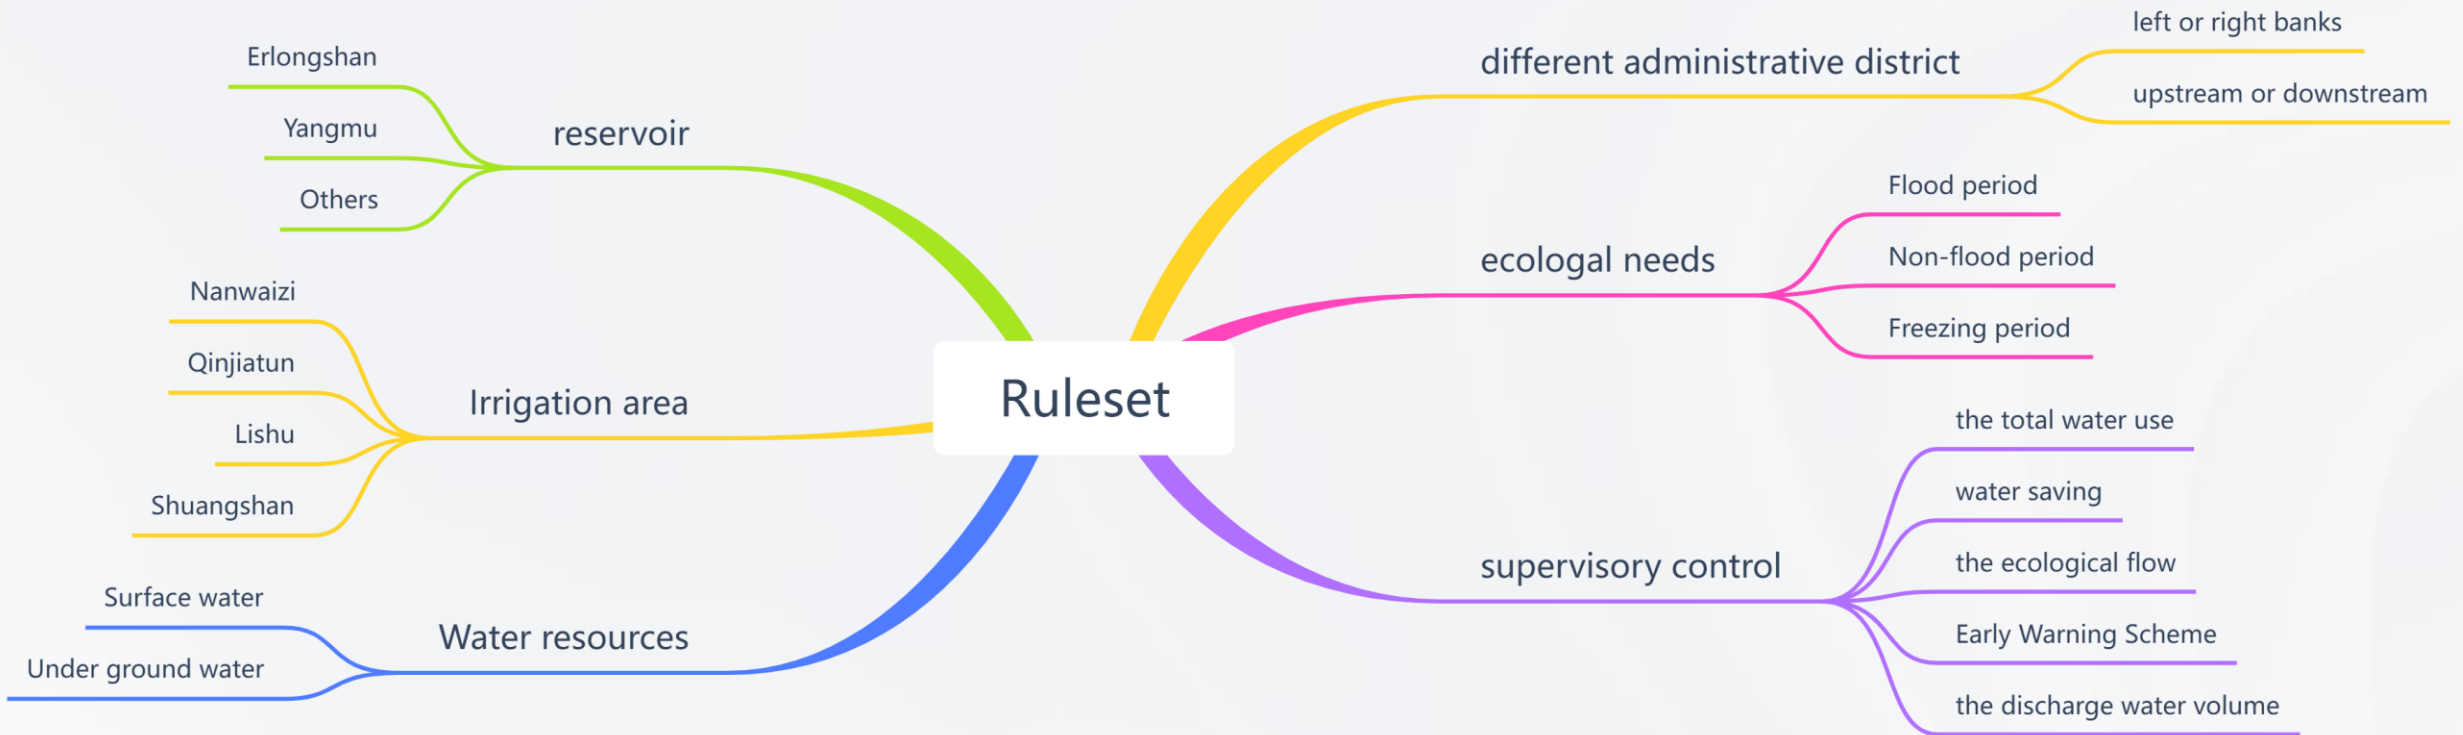 Erlongshan
Yangmu
Others
reservoir
Nanwaizi
Qinjiatun
Lishu
Shuangshan
Irrigation area
Surface water
Under ground water
Water resources
Ruleset
different administrative district
left or right banks
upstream or downstream
ecologal needs
Flood period
Non-flood period
Freezing period
supervisory control
the total water use
water saving
the ecological flow
Early Warning Scheme
the discharge water volume